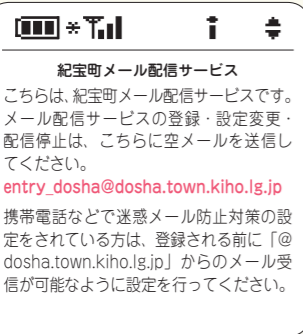 紀宝町メール配信サービス
こちらは、紀宝町メール配信サービスです。
メール配信サービスの登録・設定変更・
配信停止は、こちらに空メールを送信し
てください。
entry_dosha@dosha.town.kiho.lg.jp
携帯電話などで迷惑メール防止対策の設
定をされている方は、登録される前に「@
dosha.town.kiho.lg.jp」からのメール受
信が可能なように設定を行ってください。